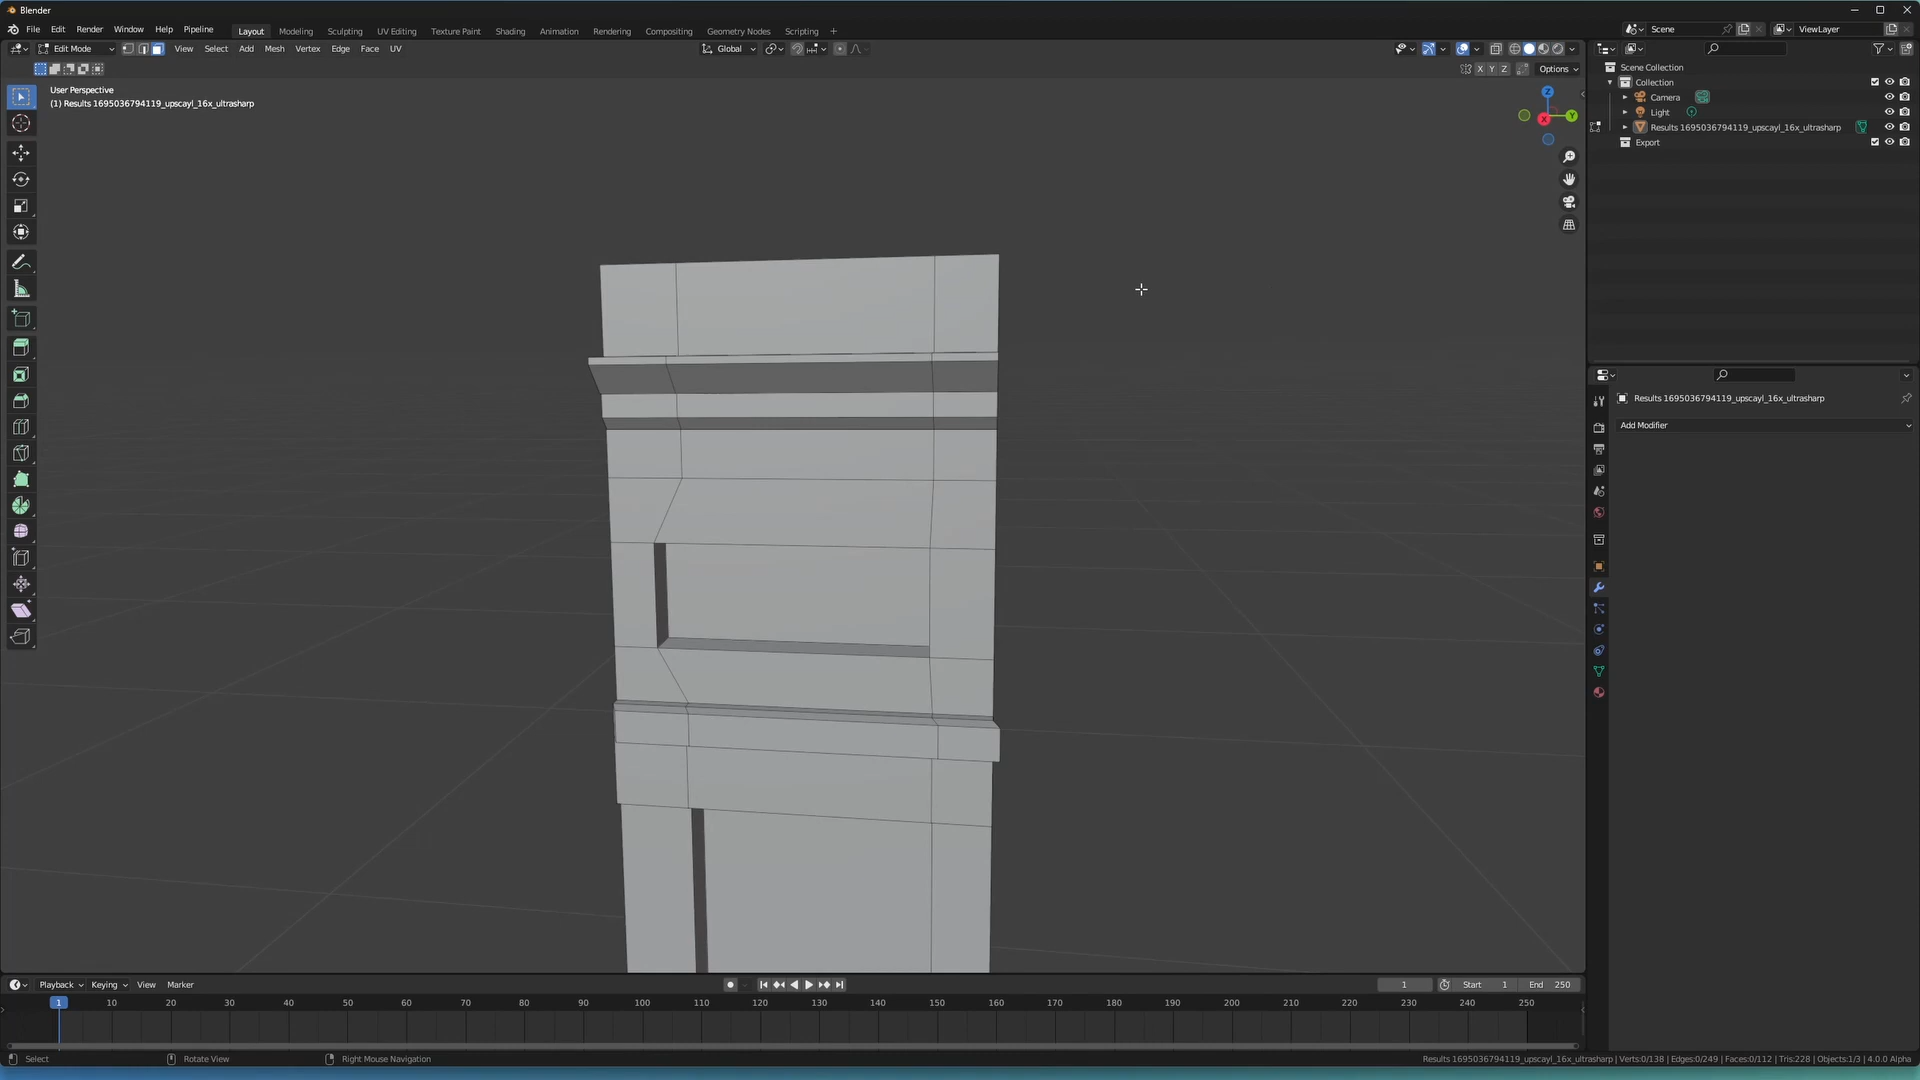 Blender
File Edit Render Window Help Pipeline
Layout Modeling Sculpting UV Editing Texture Paint Shading Animation Rendering Compositing Geometry Nodes Scripting +
Scene
ViewLayer
Edit Mode
View Select Add Mesh Vertex Edge Face UV
Global
X Y Z
Options
User Perspective
(1) Results 1695036794119_upscayl_16x_ultrasharp
Z
X
Y
Scene Collection
Collection
Camera
Light
Results 1695036794119_upscayl_16x_ultrasharp
Export
Results 1695036794119_upscayl_16x_ultrasharp
Add Modifier
Playback Keying View Marker
1
Start 1
End 250
1 10 20 30 40 50 60 70 80 90 100 110 120 130 140 150 160 170 180 190 200 210 220 230 240 250
Select
Rotate View
Right Mouse Navigation
Results 1695036794119_upscayl_16x_ultrasharp | Verts:0/138 | Edges:0/249 | Faces:0/112 | Tris:228 | Objects:1/3 | 4.0.0 Alpha